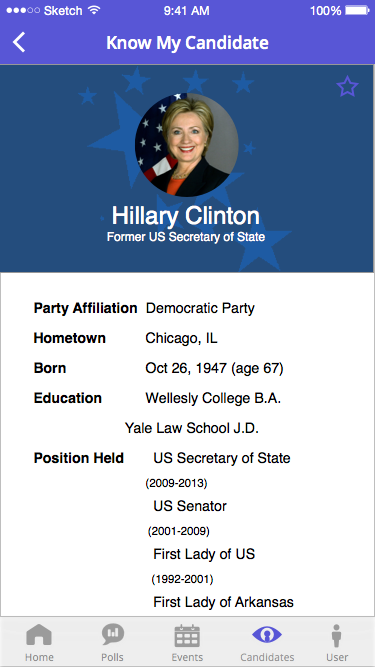 Sketch 9:41 AM 100%
Know My Candidate
Hillary Clinton
Former US Secretary of State
Party Affiliation Democratic Party
Hometown Chicago, IL
Born Oct 26, 1947 (age 67)
Education Wellesly College B.A.
Yale Law School J.D.
Position Held US Secretary of State
(2009-2013)
US Senator
(2001-2009)
First Lady of US
(1992-2001)
First Lady of Arkansas
Home Polls Events Candidates User